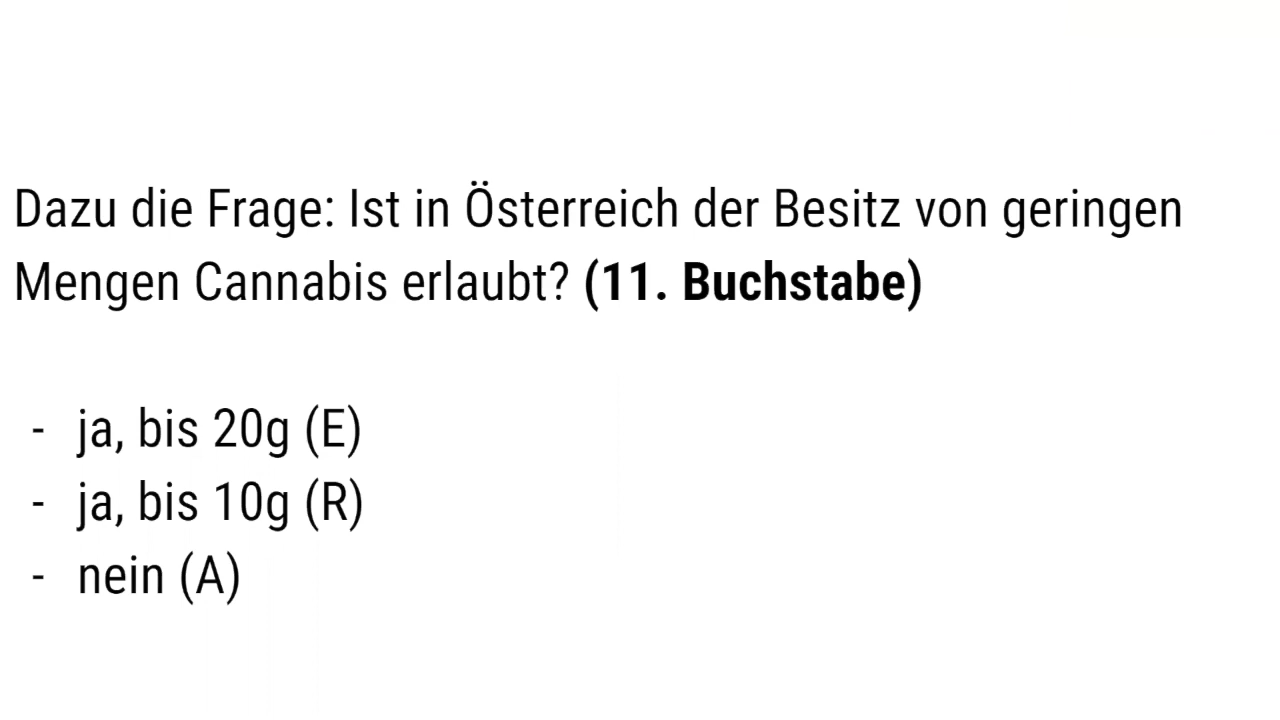 Dazu die Frage: Ist in Österreich der Besitz von geringen
Mengen Cannabis erlaubt? (11. Buchstabe)
- ja, bis 20g (E)
- ja, bis 10g (R)
- nein (A)